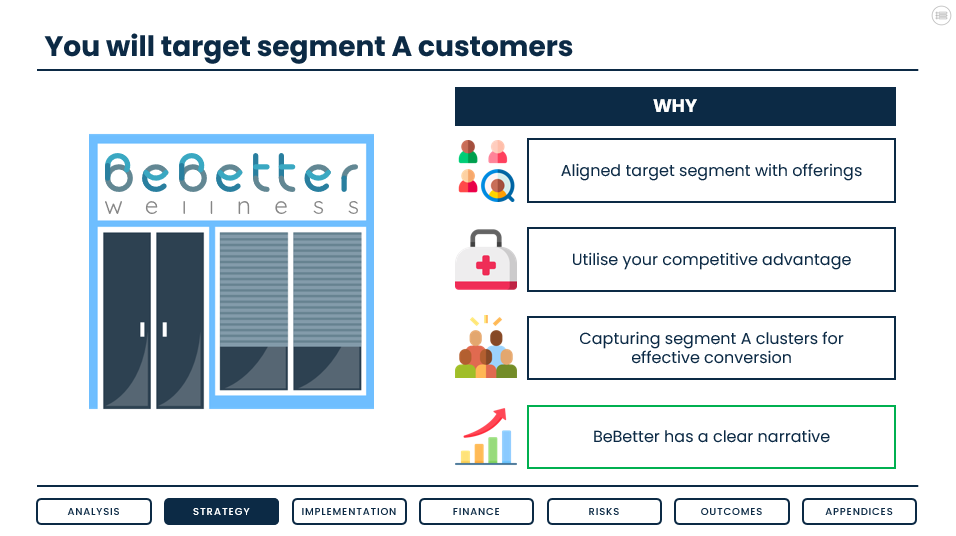 You will target segment A customers
BeBetter
wellness
WHY
Aligned target segment with offerings
Utilise your competitive advantage
Capturing segment A clusters for
effective conversion
BeBetter has a clear narrative
ANALYSIS
STRATEGY
IMPLEMENTATION
FINANCE
RISKS
OUTCOMES
APPENDICES